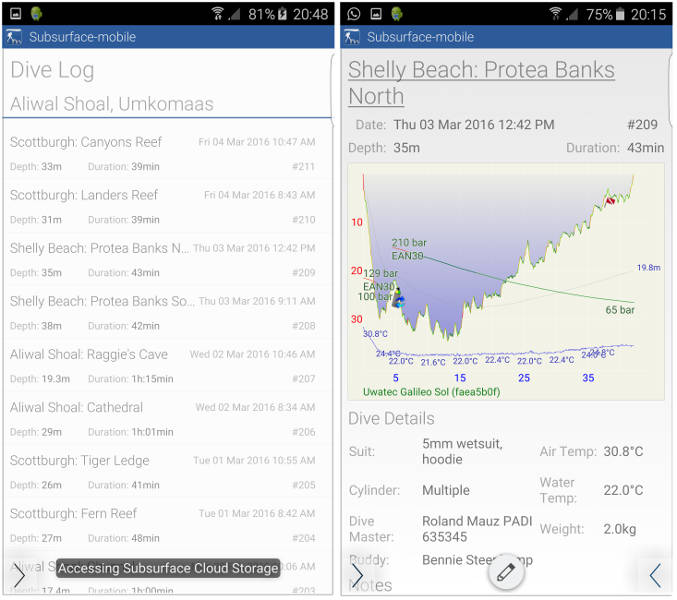 81% 20:48
Subsurface-mobile
Dive Log
Aliwal Shoal, Umkomaas
Scottburgh: Canyons Reef Fri 04 Mar 2016 10:47 AM
Depth: 33m Duration: 39min #211
Scottburgh: Landers Reef Fri 04 Mar 2016 8:43 AM
Depth: 31m Duration: 39min #210
Shelly Beach: Protea Banks N... Thu 03 Mar 2016 12:42 PM
Depth: 35m Duration: 43min #209
Shelly Beach: Protea Banks So... Thu 03 Mar 2016 9:11 AM
Depth: 38m Duration: 42min #208
Aliwal Shoal: Raggie's Cave Wed 02 Mar 2016 10:46 AM
Depth: 19.3m Duration: 1h:15min #207
Aliwal Shoal: Cathedral Wed 02 Mar 2016 8:34 AM
Depth: 29m Duration: 1h:01min #206
Scottburgh: Tiger Ledge Tue 01 Mar 2016 10:55 AM
Depth: 26m Duration: 41min #205
Scottburgh: Fern Reef Tue 01 Mar 2016 8:42 AM
Depth: 27m Duration: 48min #204
:06 AM
Accessing Subsurface Cloud Storage
Depth: 17.4m Duration: 1h:00min #203
75% 20:15
Subsurface-mobile
Shelly Beach: Protea Banks
North
Date: Thu 03 Mar 2016 12:42 PM #209
Depth: 35m Duration: 43min
10
210 bar
EAN30
20
19.8m
129 bar
EAN30
100 bar
65 bar
30
30.8°C
24.4°C
22.0°C 21.6°C 22.0°C 22.4°C 22.0°C 22.4°C
5 15 25 35
Uwatec Galileo Sol (faea5b0f)
Dive Details
Suit: 5mm wetsuit, hoodie Air Temp: 30.8°C
Cylinder: Multiple Water Temp: 22.0°C
Dive Master: Roland Mauz PADI 635345 Weight: 2.0kg
Buddy: Bennie
Notes